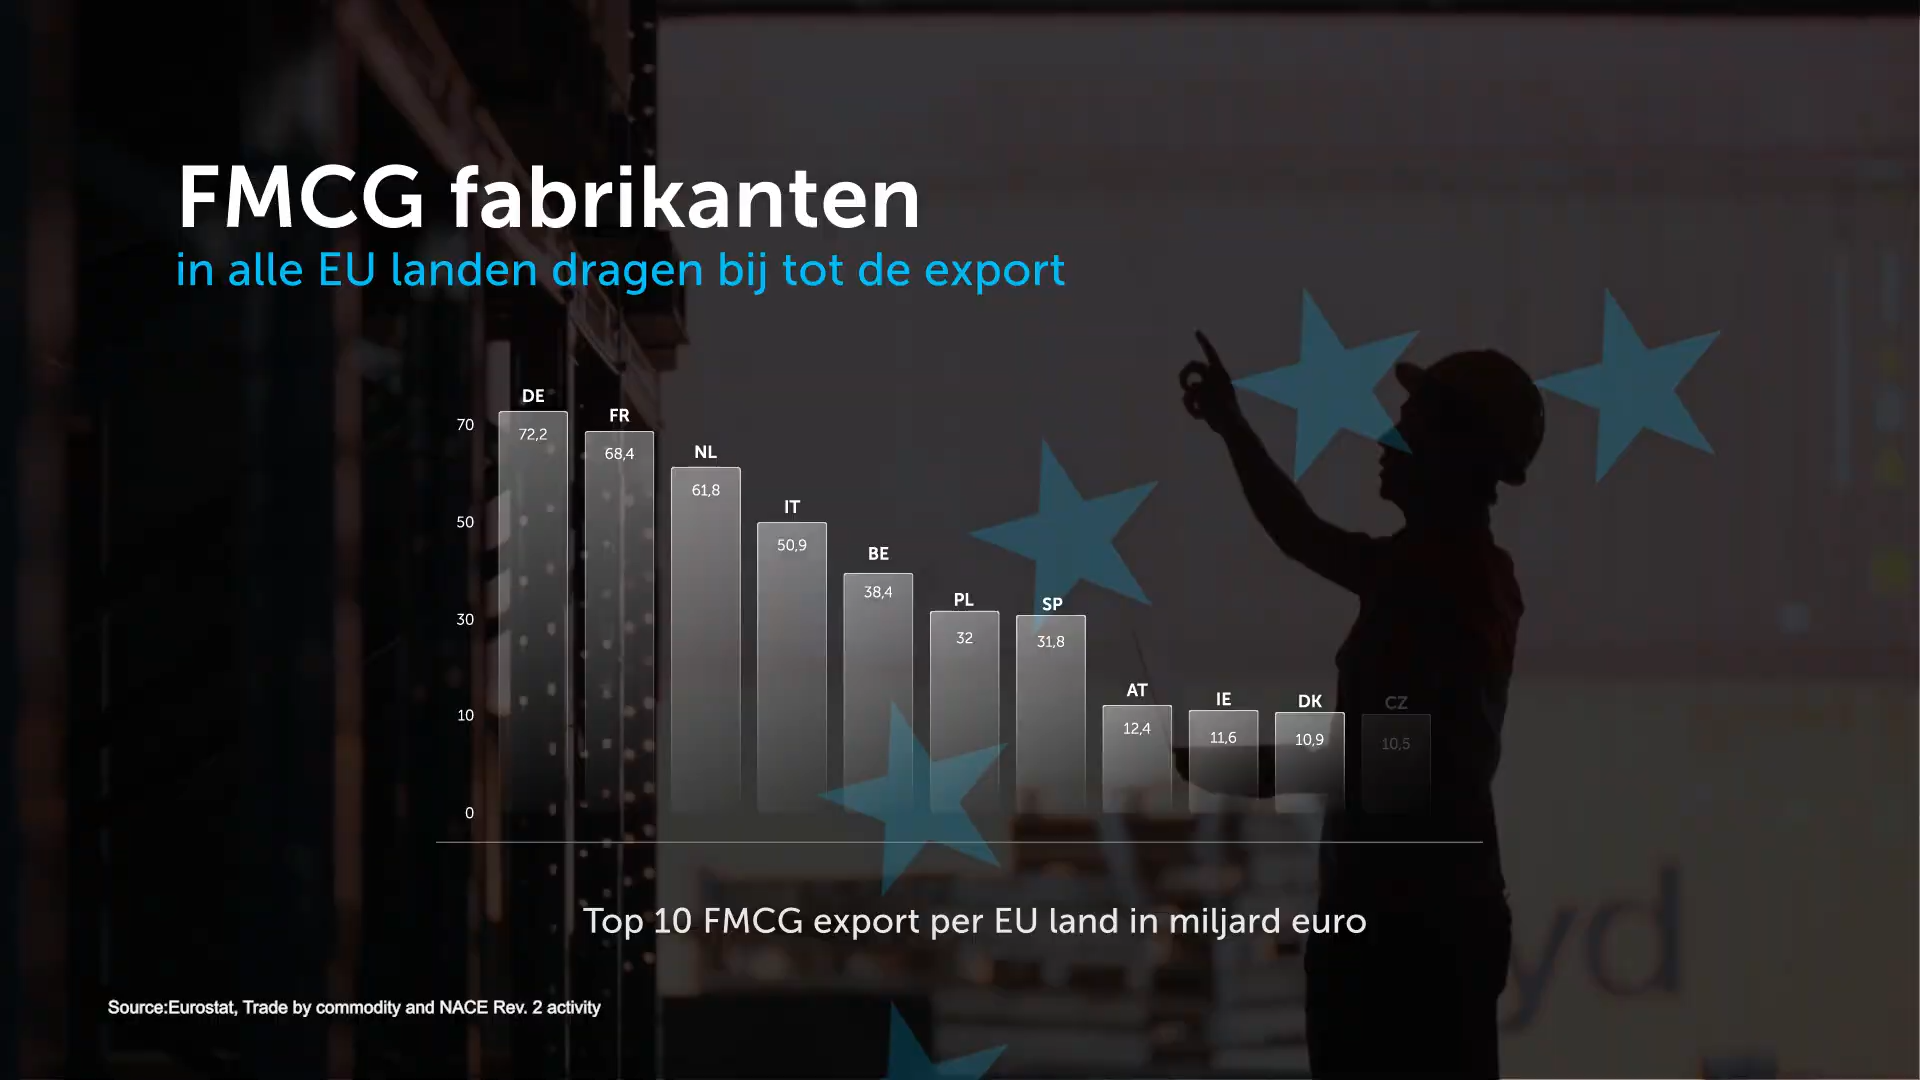 FMCG fabrikanten
in alle EU landen dragen bij tot de export
DE
FR
NL
IT
BE
PL
SP
AT
IE
DK
CZ
70
50
30
10
0
72,2
68,4
61,8
50,9
38,4
32
31,8
12,4
11,6
10,9
10,5
Top 10 FMCG export per EU land in miljard euro
yd
Source:Eurostat, Trade by commodity and NACE Rev. 2 activity